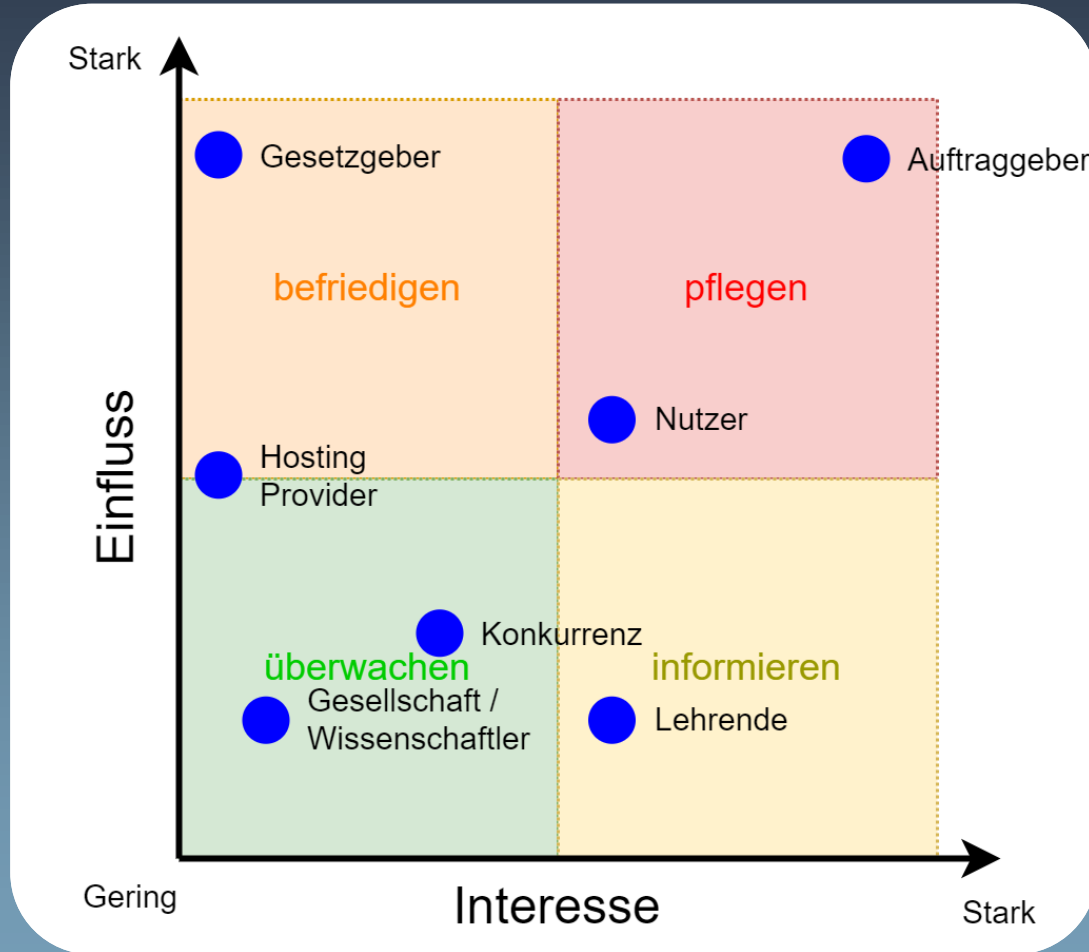 Stark
Gesetzgeber
Auftraggeber
befriedigen
pflegen
Einfluss
Nutzer
Hosting
Provider
Konkurrenz
überwachen
informieren
Gesellschaft /
Wissenschaftler
Lehrende
Gering
Interesse
Stark